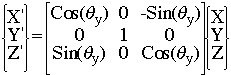 X' Cos(θy) 0 -Sin(θy) X
Y' = 0 1 0 Y
Z' Sin(θy) 0 Cos(θy) Z